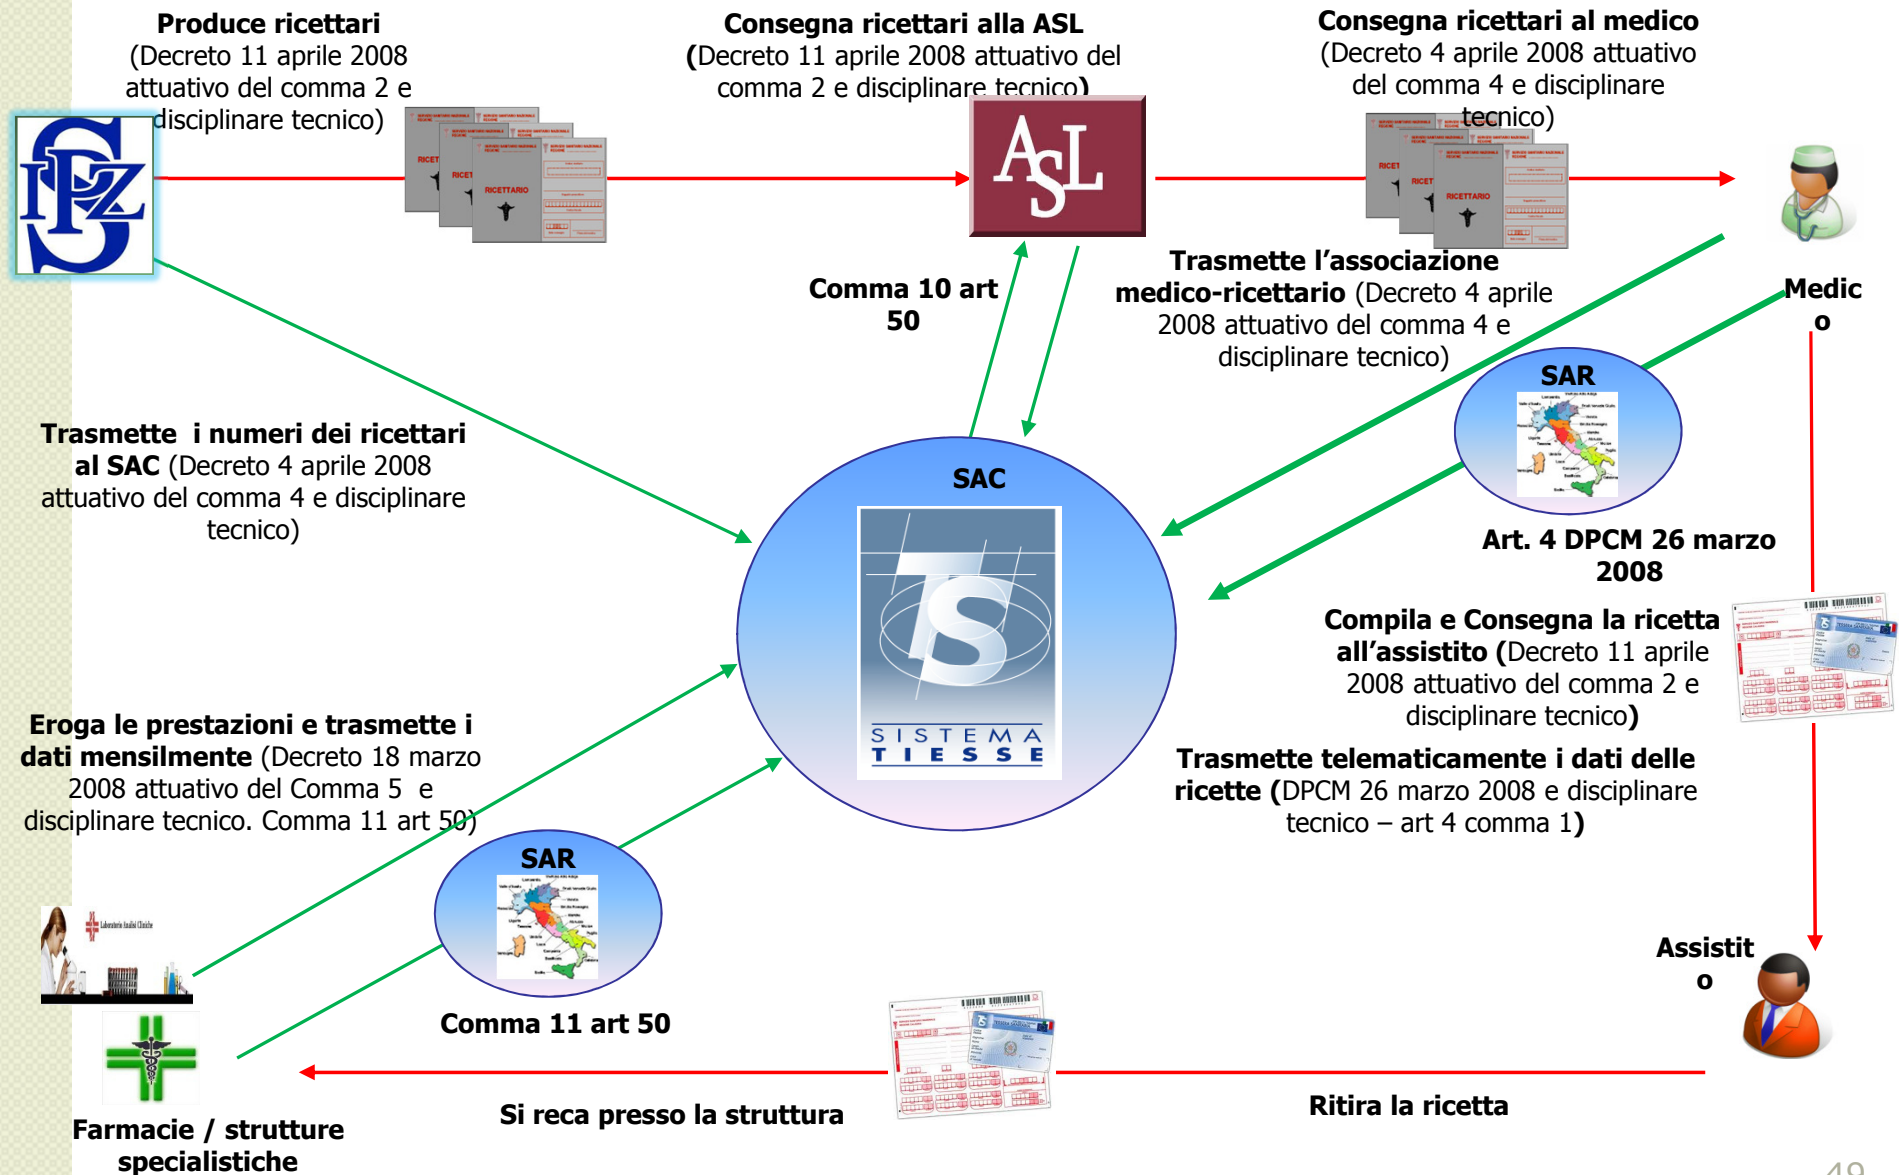 Produce ricettari
(Decreto 11 aprile 2008
attuativo del comma 2 e
disciplinare tecnico)
Consegna ricettari alla ASL
(Decreto 11 aprile 2008 attuativo del
comma 2 e disciplinare tecnico)
Consegna ricettari al medico
(Decreto 4 aprile 2008 attuativo
del comma 4 e disciplinare
tecnico)
RICETTARIO
ASL
Comma 10 art
50
Trasmette l’associazione
medico-ricettario (Decreto 4 aprile
2008 attuativo del comma 4 e
disciplinare tecnico)
RICETTARIO
Medic
o
SAR
Trasmette i numeri dei ricettari
al SAC (Decreto 4 aprile 2008
attuativo del comma 4 e disciplinare
tecnico)
SAC
TS
SISTEMA
TIESSE
Art. 4 DPCM 26 marzo
2008
Compila e Consegna la ricetta
all’assistito (Decreto 11 aprile
2008 attuativo del comma 2 e
disciplinare tecnico)
Trasmette telematicamente i dati delle
ricette (DPCM 26 marzo 2008 e disciplinare
tecnico – art 4 comma 1)
Eroga le prestazioni e trasmette i
dati mensilmente (Decreto 18 marzo
2008 attuativo del Comma 5 e
disciplinare tecnico. Comma 11 art 50)
SAR
Comma 11 art 50
Laboratorio Analisi Cliniche
Assistit
o
Farmacie / strutture
specialistiche
Si reca presso la struttura
Ritira la ricetta
49